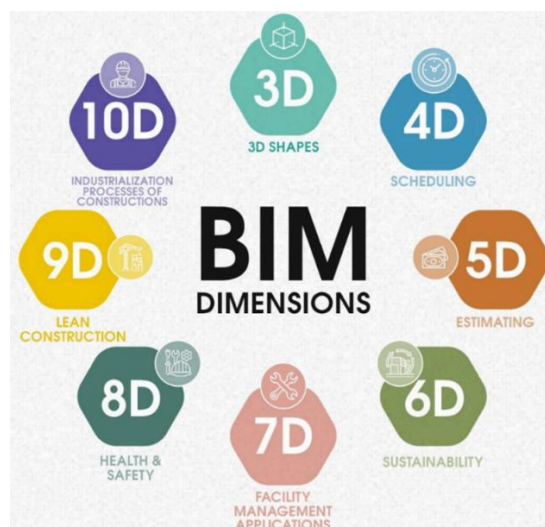 3D
3D SHAPES
4D
SCHEDULING
5D
ESTIMATING
6D
SUSTAINABILITY
7D
FACILITY
MANAGEMENT
APPLICATIONS
8D
HEALTH &
SAFETY
9D
LEAN
CONSTRUCTION
10D
INDUSTRIALIZATION
PROCESSES OF
CONSTRUCTIONS
BIM
DIMENSIONS